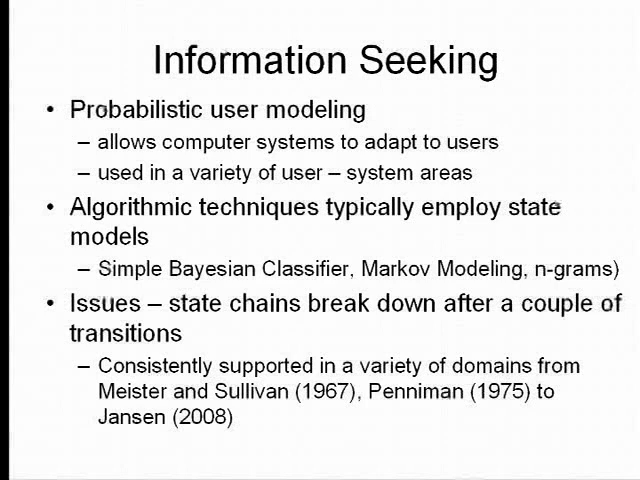 Information Seeking
• Probabilistic user modeling
– allows computer systems to adapt to users
– used in a variety of user – system areas
• Algorithmic techniques typically employ state
models
– Simple Bayesian Classifier, Markov Modeling, n-grams)
• Issues – state chains break down after a couple of
transitions
– Consistently supported in a variety of domains from
Meister and Sullivan (1967), Penniman (1975) to
Jansen (2008)